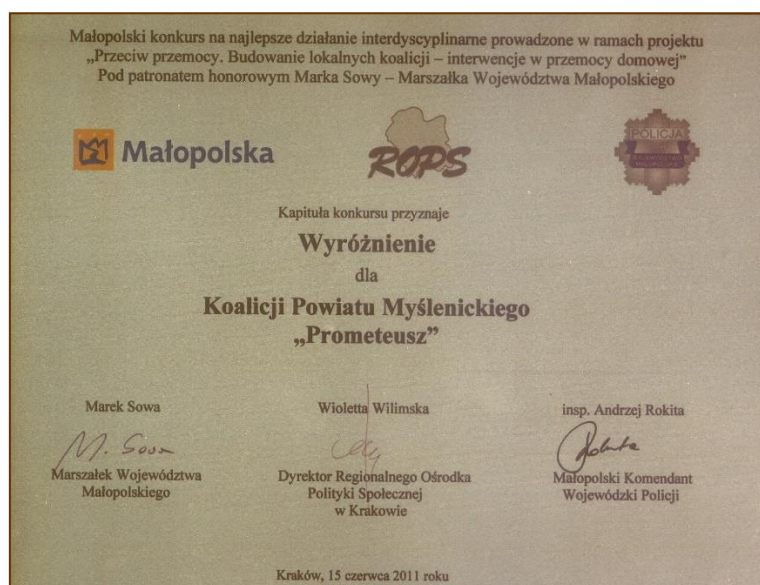 Małopolski konkurs na najlepsze działanie interdyscyplinarne prowadzone w ramach projektu
„Przeciw przemocy. Budowanie lokalnych koalicji – interwencje w przemocy domowej”
Pod patronatem honorowym Marka Sowy – Marszałka Województwa Małopolskiego
Małopolska
ROPS
POLICJA
Kapituła konkursu przyznaje
Wyróżnienie
dla
Koalicji Powiatu Myślenickiego
„Prometeusz”
Marek Sowa
Wioletta Wilimska
insp. Andrzej Rokita
M. Sowa
Rokita
Marszałek Województwa
Małopolskiego
Dyrektor Regionalnego Ośrodka
Polityki Społecznej
w Krakowie
Małopolski Komendant
Wojewódzki Policji
Kraków, 15 czerwca 2011 roku